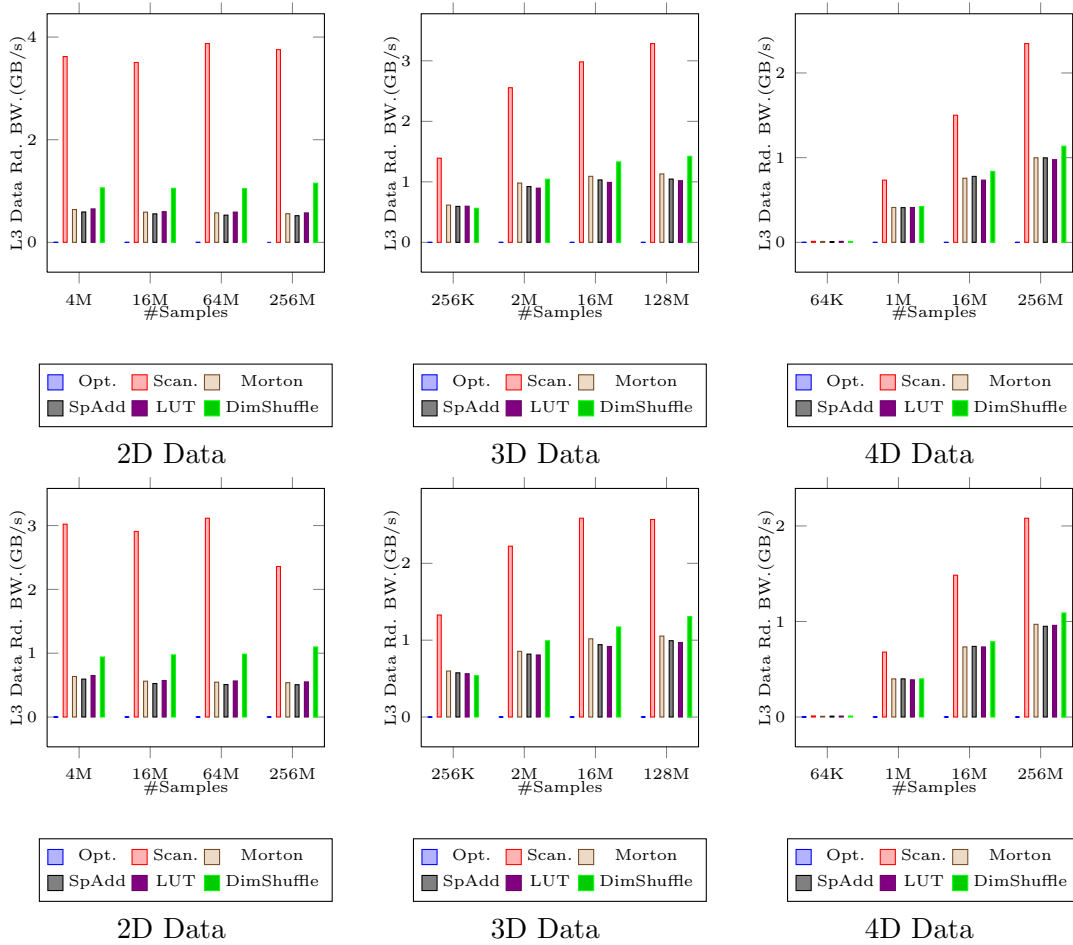 L3 Data Rd. BW.(GB/s)
4
2
0
4M 16M 64M 256M
#Samples
Opt. Scan. Morton
SpAdd LUT DimShuffle
2D Data
L3 Data Rd. BW.(GB/s)
3
2
1
0
256K 2M 16M 128M
#Samples
Opt. Scan. Morton
SpAdd LUT DimShuffle
3D Data
L3 Data Rd. BW.(GB/s)
2
1
0
64K 1M 16M 256M
#Samples
Opt. Scan. Morton
SpAdd LUT DimShuffle
4D Data
L3 Data Rd. BW.(GB/s)
3
2
1
0
4M 16M 64M 256M
#Samples
Opt. Scan. Morton
SpAdd LUT DimShuffle
2D Data
L3 Data Rd. BW.(GB/s)
2
1
0
256K 2M 16M 128M
#Samples
Opt. Scan. Morton
SpAdd LUT DimShuffle
3D Data
L3 Data Rd. BW.(GB/s)
2
1
0
64K 1M 16M 256M
#Samples
Opt. Scan. Morton
SpAdd LUT DimShuffle
4D Data